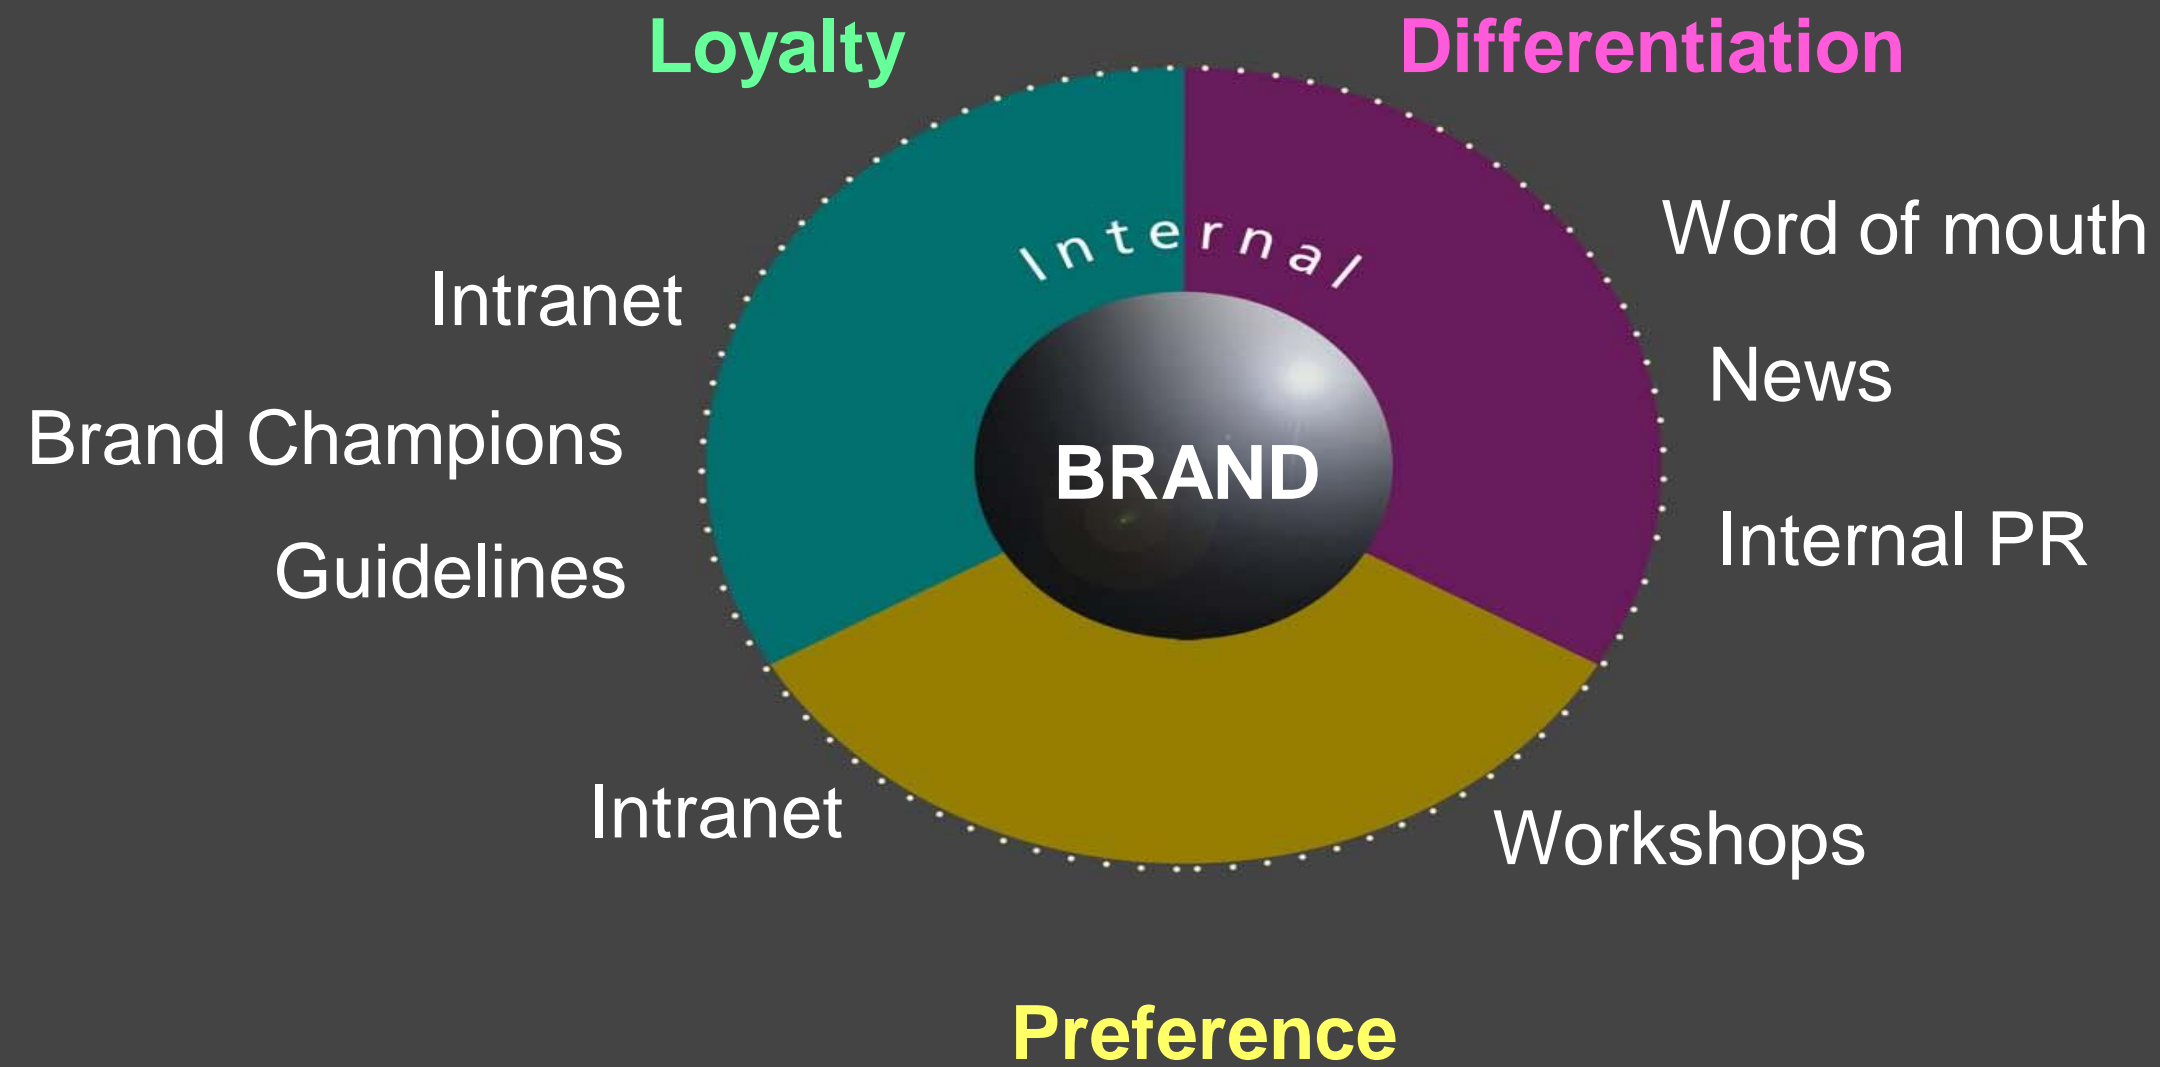 Loyalty
Differentiation
Internal
Word of mouth
Intranet
News
Brand Champions
BRAND
Internal PR
Guidelines
Intranet
Workshops
Preference